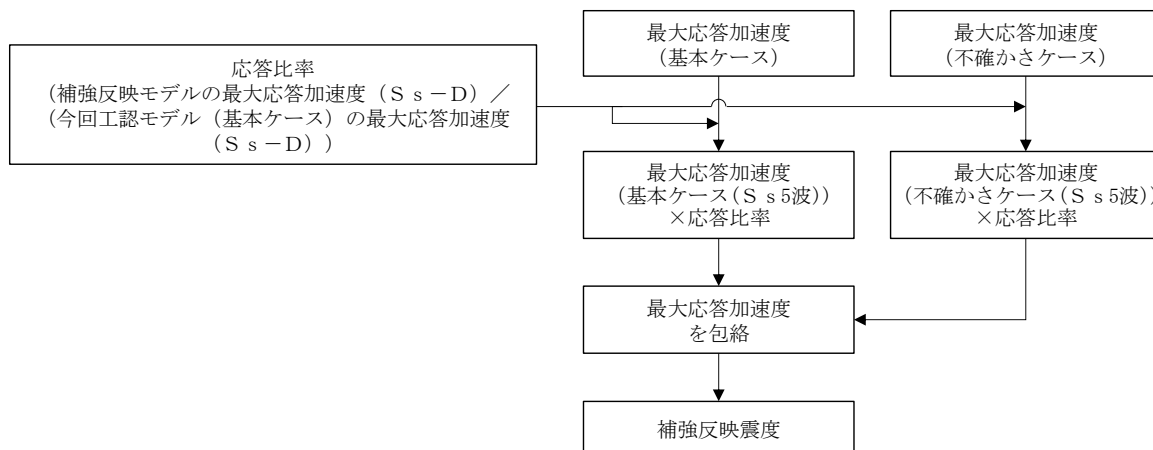 最大応答加速度
(基本ケース)
最大応答加速度
(不確かさケース)
応答比率
(補強反映モデルの最大応答加速度(Ss-D)/
(今回工認モデル(基本ケース)の最大応答加速度
(Ss-D))
最大応答加速度
(基本ケース(Ss5波))
×応答比率
最大応答加速度
(不確かさケース(Ss5波))
×応答比率
最大応答加速度
を包絡
補強反映震度